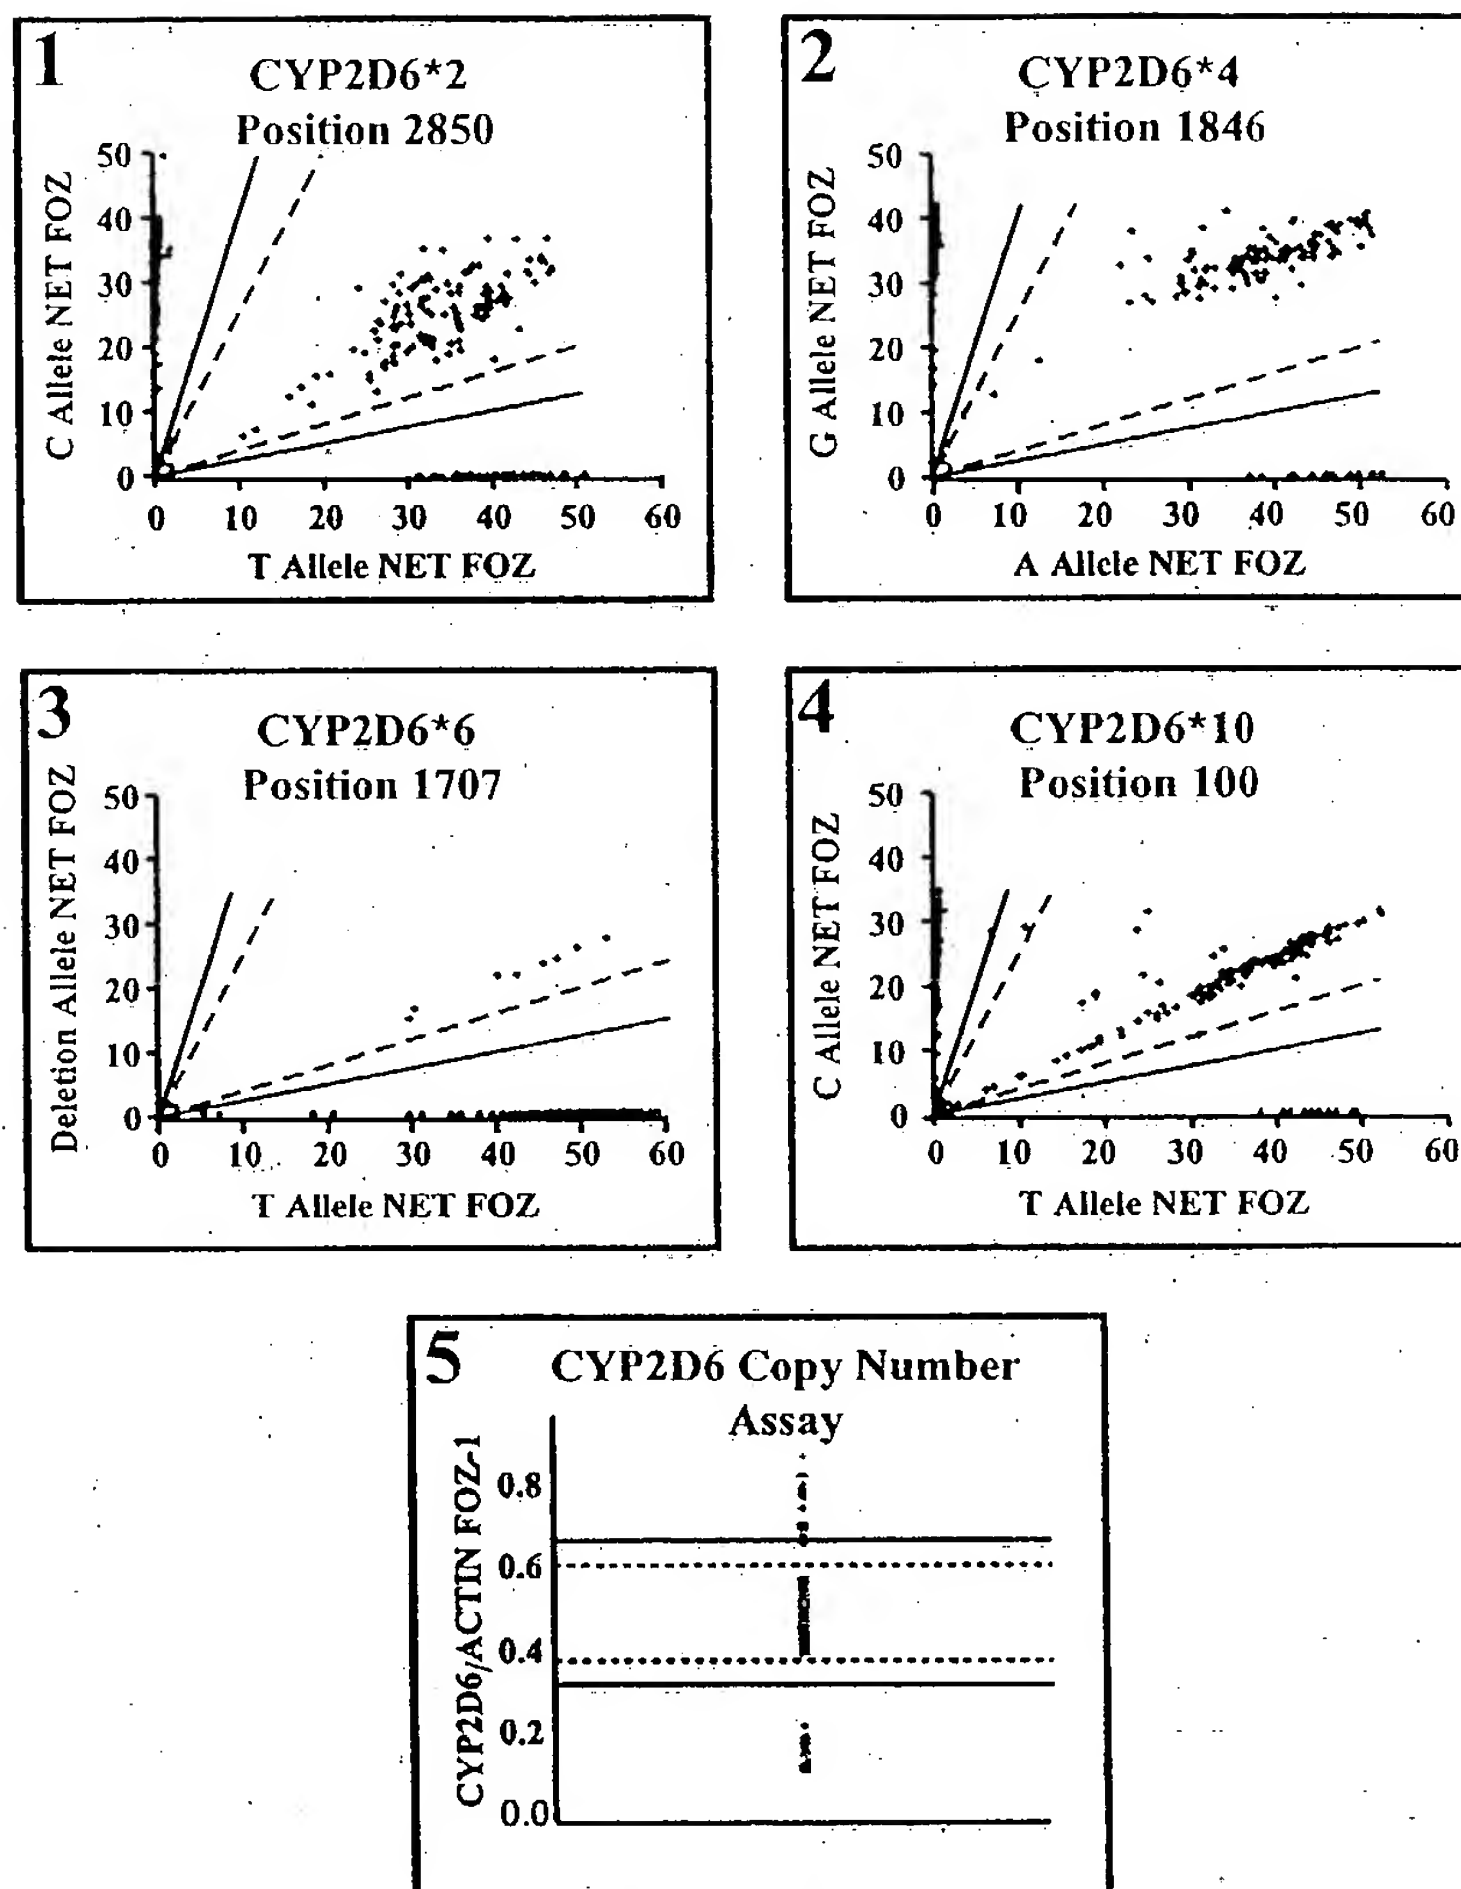 1
CYP2D6*2
Position 2850
C Allele NET FOZ
50
40
30
20
10
0
0 10 20 30 40 50 60
T Allele NET FOZ
2
CYP2D6*4
Position 1846
G Allele NET FOZ
50
40
30
20
10
0
0 10 20 30 40 50 60
A Allele NET FOZ
3
CYP2D6*6
Position 1707
Deletion Allele NET FOZ
50
40
30
20
10
0
0 10 20 30 40 50 60
T Allele NET FOZ
4
CYP2D6*10
Position 100
C Allele NET FOZ
50
40
30
20
10
0
0 10 20 30 40 50 60
T Allele NET FOZ
5
CYP2D6 Copy Number
Assay
CYP2D6/ACTIN FOZ-1
0.8
0.6
0.4
0.2
0.0